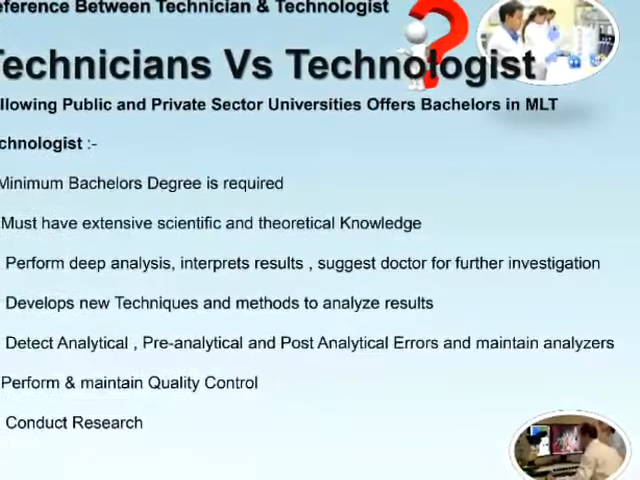 eference Between Technician & Technologist
echnicians Vs Technologist
llowing Public and Private Sector Universities Offers Bachelors in MLT
chnologist :-
Minimum Bachelors Degree is required
Must have extensive scientific and theoretical Knowledge
Perform deep analysis, interprets results , suggest doctor for further investigation
Develops new Techniques and methods to analyze results
Detect Analytical , Pre-analytical and Post Analytical Errors and maintain analyzers
Perform & maintain Quality Control
Conduct Research